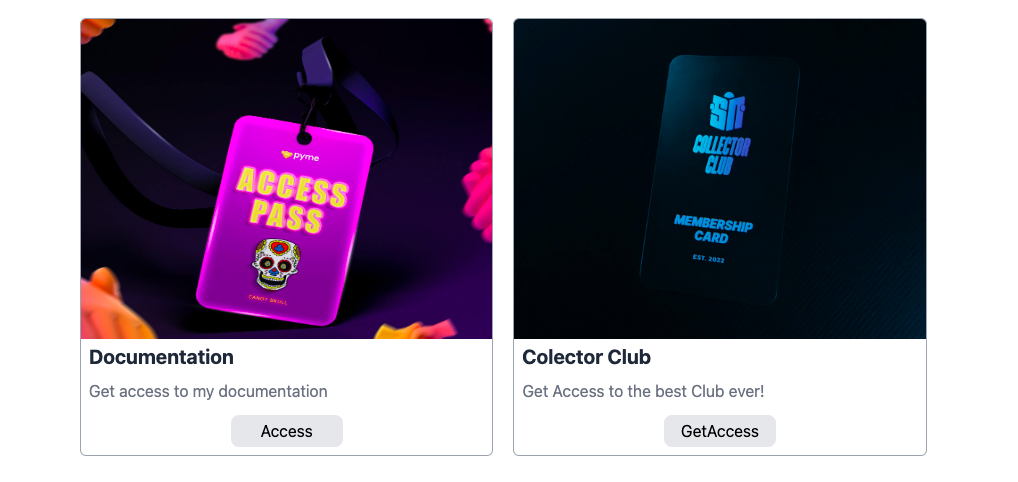 pyme
ACCESS
PASS
CANDY SKULL
Documentation
Get access to my documentation
Access
COLLECTOR
CLUB
MEMBERSHIP
CARD
EST. 2022
Colector Club
Get Access to the best Club ever!
GetAccess